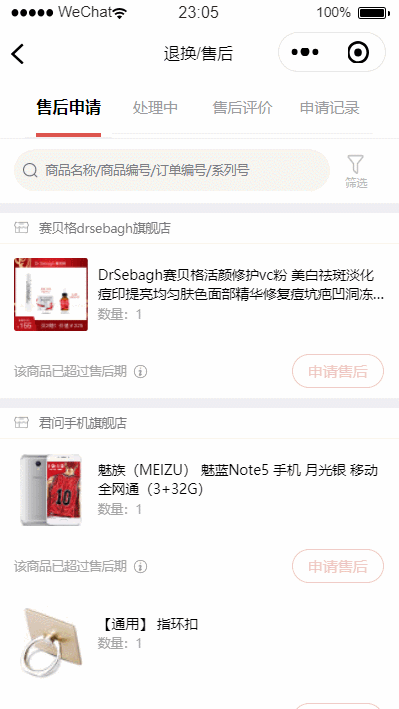 WeChat
23:05
100%
退换/售后
售后申请
处理中
售后评价
申请记录
商品名称/商品编号/订单编号/系列号
筛选
赛贝格drsebagh旗舰店
DrSebagh赛贝格活颜修护vc粉 美白祛斑淡化
痘印提亮均匀肤色面部精华修复痘坑疤凹洞冻...
数量：1
该商品已超过售后期
申请售后
君问手机旗舰店
魅族（MEIZU） 魅蓝Note5 手机 月光银 移动
全网通（3+32G）
数量：1
10
该商品已超过售后期
申请售后
【通用】 指环扣
数量：1